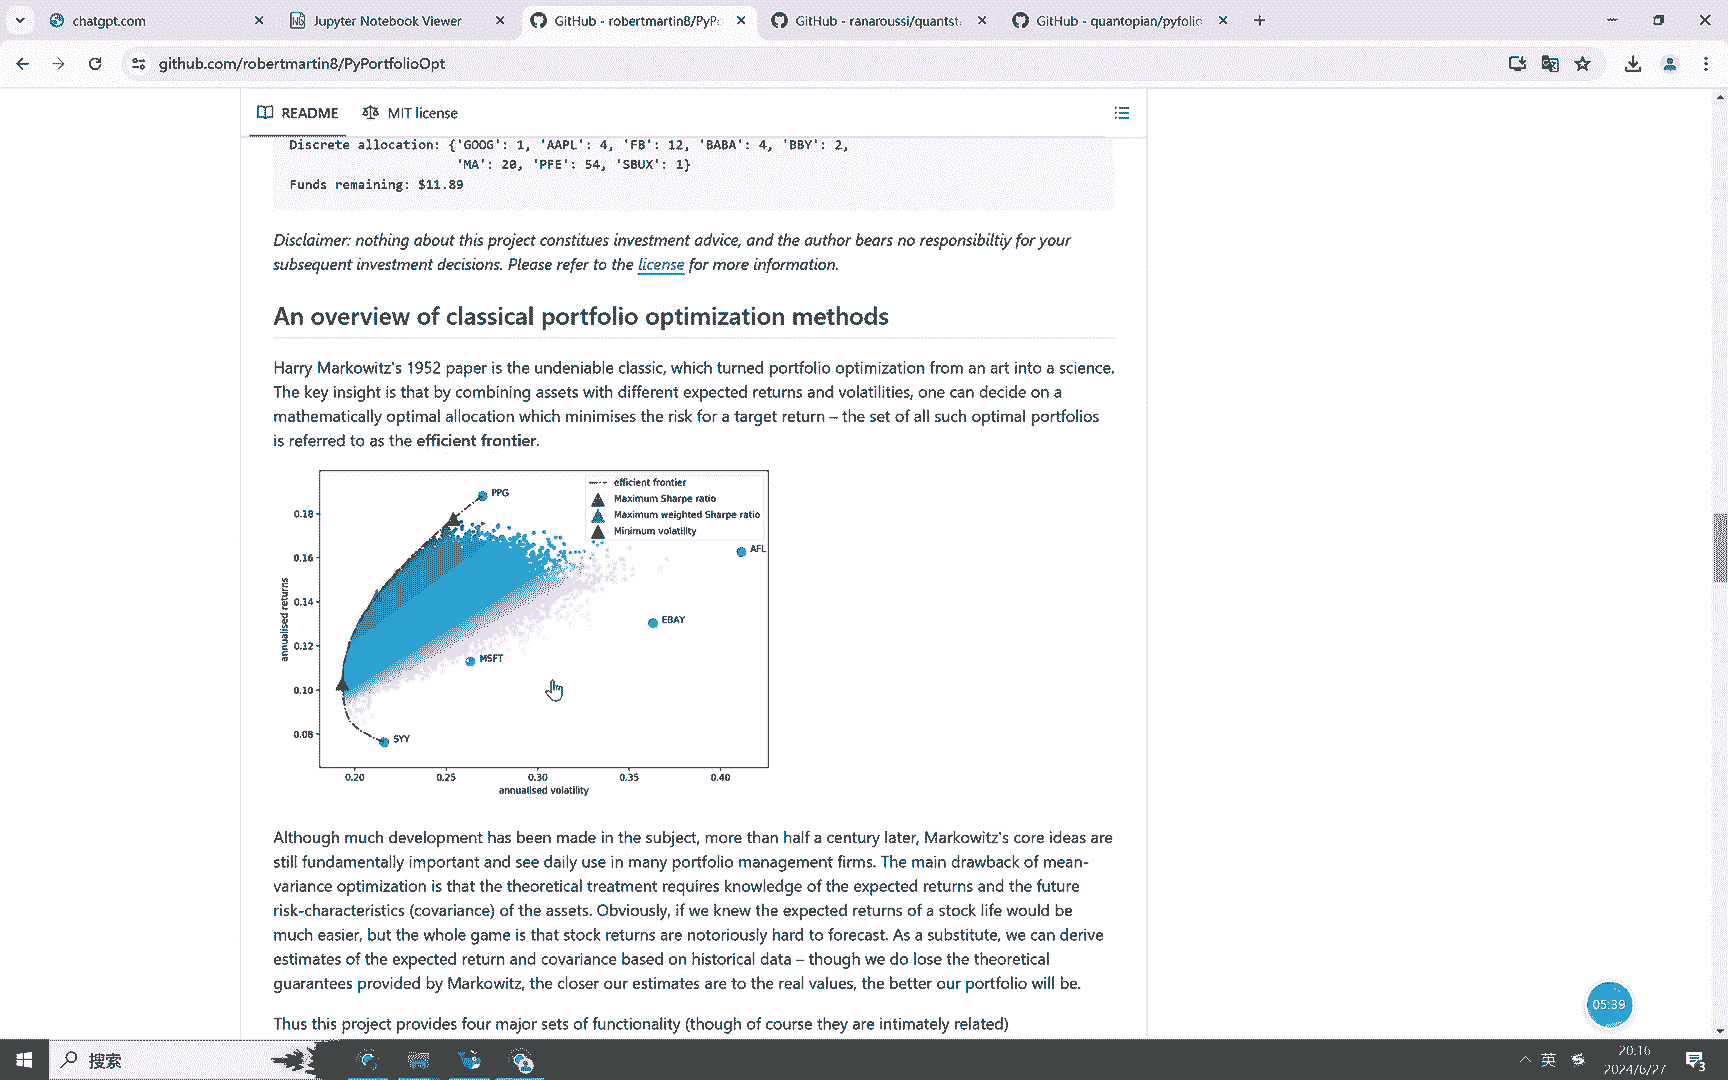 chatgpt.com
Jupyter Notebook Viewer
GitHub - robertmartin8/PyPo
GitHub - ranaroussi/quantst
GitHub - quantopian/pyfolio
github.com/robertmartin8/PyPortfolioOpt
README
MIT license
Discrete allocation: {'GOOG': 1, 'AAPL': 4, 'FB': 12, 'BABA': 4, 'BBY': 2,
'MA': 20, 'PFE': 54, 'SBUX': 1}
Funds remaining: $11.89
Disclaimer: nothing about this project constitues investment advice, and the author bears no responsibiltiy for your
subsequent investment decisions. Please refer to the license for more information.
An overview of classical portfolio optimization methods
Harry Markowitz's 1952 paper is the undeniable classic, which turned portfolio optimization from an art into a science.
The key insight is that by combining assets with different expected returns and volatilities, one can decide on a
mathematically optimal allocation which minimises the risk for a target return – the set of all such optimal portfolios
is referred to as the efficient frontier.
efficient frontier
Maximum Sharpe ratio
Maximum weighted Sharpe ratio
Minimum volatility
PPG
AFL
EBAY
MSFT
SYY
annualised returns
0.18
0.16
0.14
0.12
0.10
0.08
0.20
0.25
0.30
0.35
0.40
annualised volatility
Although much development has been made in the subject, more than half a century later, Markowitz's core ideas are
still fundamentally important and see daily use in many portfolio management firms. The main drawback of mean-
variance optimization is that the theoretical treatment requires knowledge of the expected returns and the future
risk-characteristics (covariance) of the assets. Obviously, if we knew the expected returns of a stock life would be
much easier, but the whole game is that stock returns are notoriously hard to forecast. As a substitute, we can derive
estimates of the expected return and covariance based on historical data – though we do lose the theoretical
guarantees provided by Markowitz, the closer our estimates are to the real values, the better our portfolio will be.
Thus this project provides four major sets of functionality (though of course they are intimately related)
05:39
搜索
英
20:16
2024/6/27
3